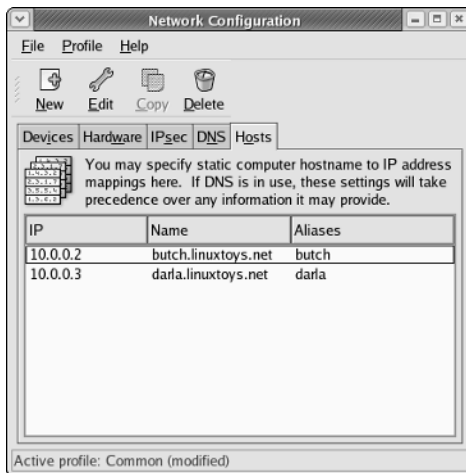 Network Configuration
File Profile Help
New Edit Copy Delete
Devices Hardware IPsec DNS Hosts
You may specify static computer hostname to IP address
mappings here. If DNS is in use, these settings will take
precedence over any information it may provide.
IP Name Aliases
10.0.0.2 butch.linuxtoys.net butch
10.0.0.3 darla.linuxtoys.net darla
Active profile: Common (modified)